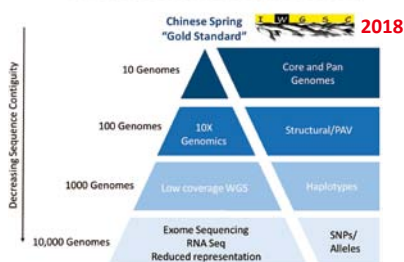 Chinese Spring
"Gold Standard"
I W G S C
2018
Decreasing Sequence Contiguity
10 Genomes
Core and Pan
Genomes
100 Genomes
10X
Genomics
Structural/PAV
1000 Genomes
Low coverage WGS
Haplotypes
10,000 Genomes
Exome Sequencing
RNA Seq
Reduced representation
SNPs/
Alleles